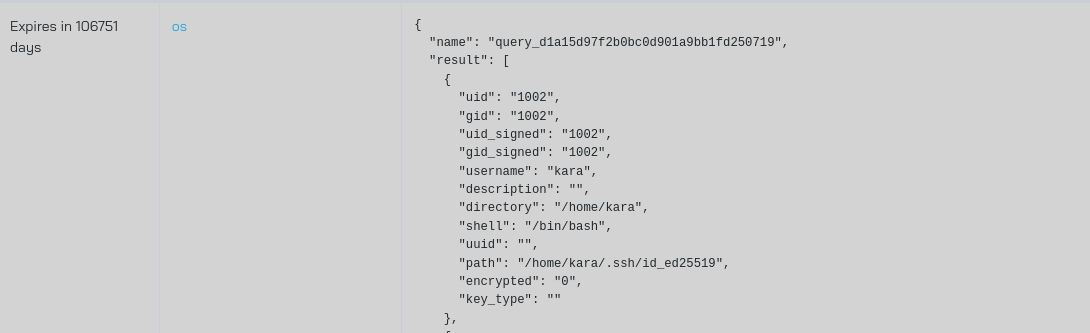 Expires in 106751
days
os
{
  "name": "query_d1a15d97f2b0bc0d901a9bb1fd250719",
  "result": [
    {
      "uid": "1002",
      "gid": "1002",
      "uid_signed": "1002",
      "gid_signed": "1002",
      "username": "kara",
      "description": "",
      "directory": "/home/kara",
      "shell": "/bin/bash",
      "uuid": "",
      "path": "/home/kara/.ssh/id_ed25519",
      "encrypted": "0",
      "key_type": ""
    },